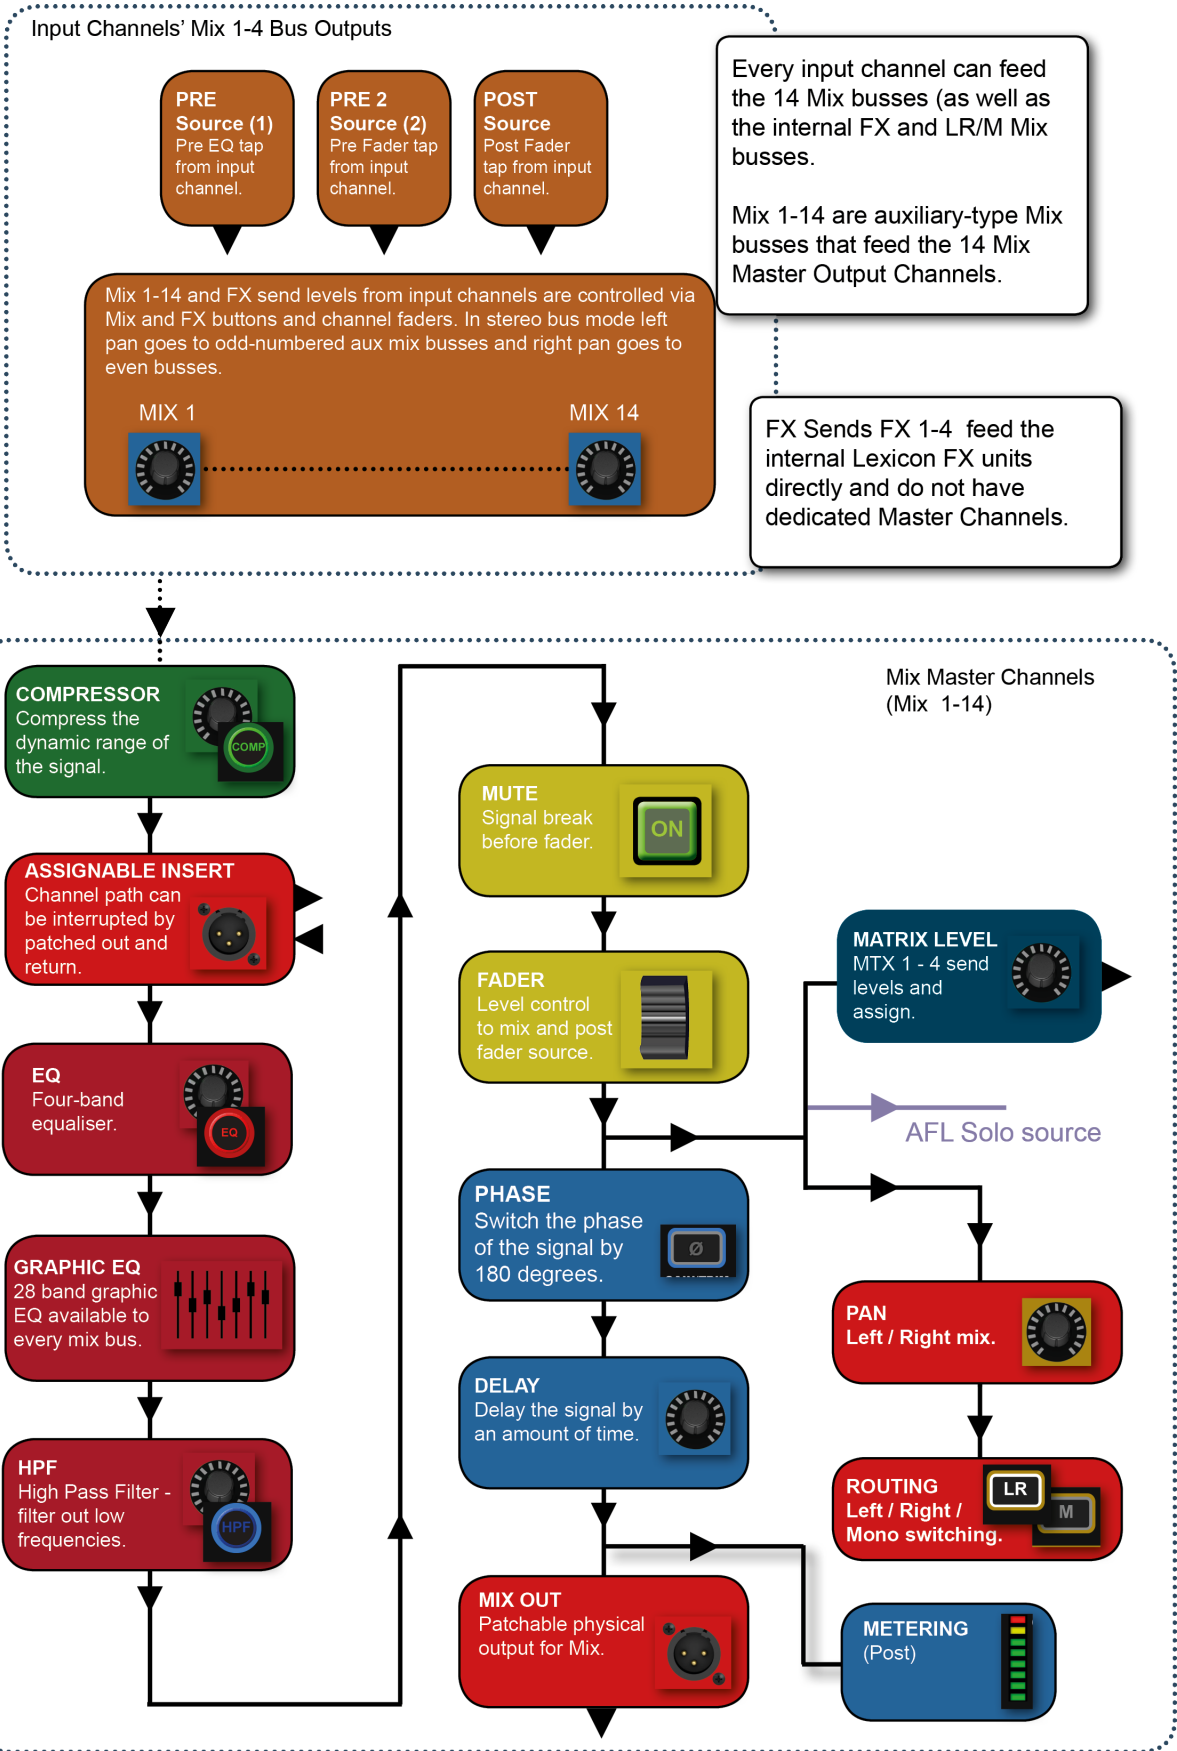 Input Channels’ Mix 1-4 Bus Outputs
PRE
Source (1)
Pre EQ tap
from input
channel.
PRE 2
Source (2)
Pre Fader tap
from input
channel.
POST
Source
Post Fader
tap from input
channel.
Every input channel can feed
the 14 Mix busses (as well as
the internal FX and LR/M Mix
busses.
Mix 1-14 are auxiliary-type Mix
busses that feed the 14 Mix
Master Output Channels.
Mix 1-14 and FX send levels from input channels are controlled via
Mix and FX buttons and channel faders. In stereo bus mode left
pan goes to odd-numbered aux mix busses and right pan goes to
even busses.
MIX 1
MIX 14
FX Sends FX 1-4 feed the
internal Lexicon FX units
directly and do not have
dedicated Master Channels.
Mix Master Channels
(Mix 1-14)
COMPRESSOR
Compress the
dynamic range of
the signal.
COMP
ASSIGNABLE INSERT
Channel path can
be interrupted by
patched out and
return.
EQ
Four-band
equaliser.
EQ
GRAPHIC EQ
28 band graphic
EQ available to
every mix bus.
HPF
High Pass Filter -
filter out low
frequencies.
HPF
MUTE
Signal break
before fader.
ON
FADER
Level control
to mix and post
fader source.
MATRIX LEVEL
MTX 1 - 4 send
levels and
assign.
AFL Solo source
PHASE
Switch the phase
of the signal by
180 degrees.
Ø
PAN
Left / Right mix.
DELAY
Delay the signal by
an amount of time.
ROUTING
Left / Right /
Mono switching.
LR
M
MIX OUT
Patchable physical
output for Mix.
METERING
(Post)